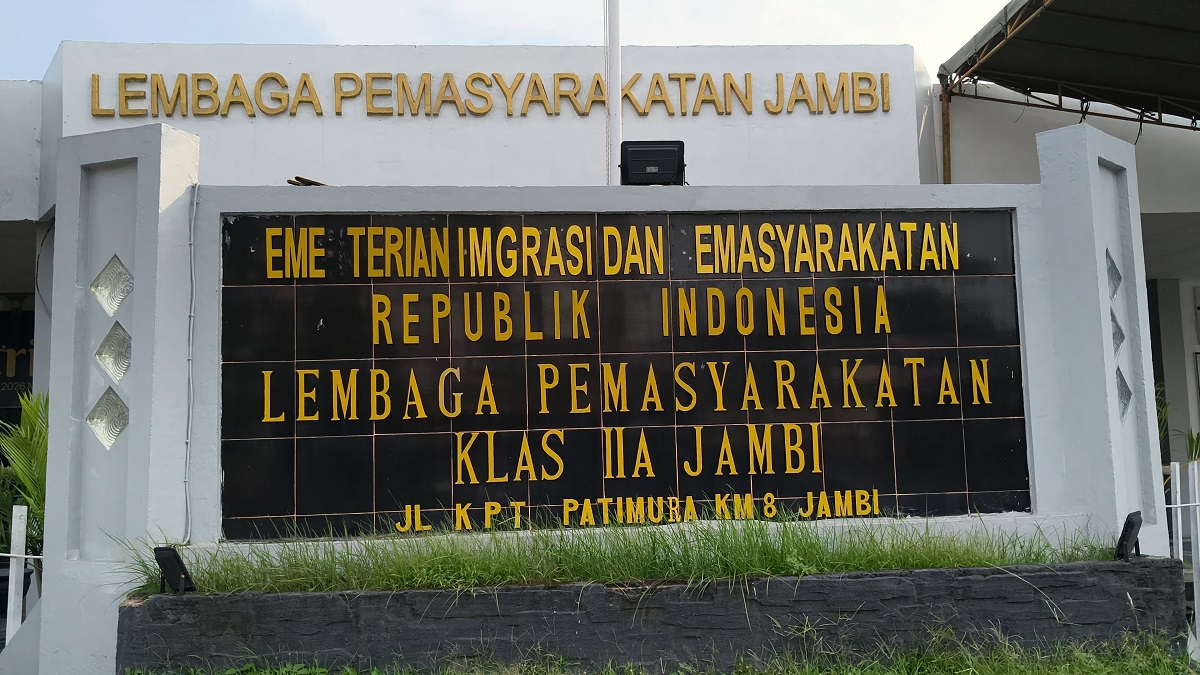 LEMBAGA PEMASYARAKATAN JAMBI
EME TERIAN IMGRASI DAN EMASYARAKATAN
REPUBLIK INDONESIA
LEMBAGA PEMASYARAKATAN
KLAS IIA JAMBI
JL KPT PATIMURA KM 8 JAMBI
2026